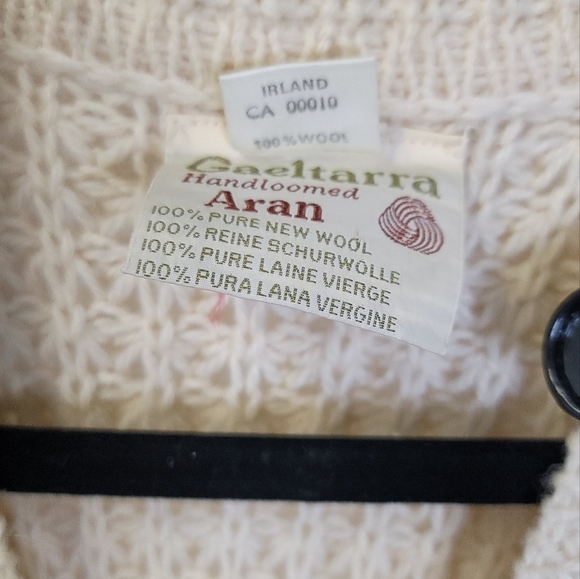 IRLAND
CA 00010
100% WOOL
Gaeltarra
Handloomed
Aran
100% PURE NEW WOOL
100% REINE SCHURWOLLE
100% PURE LAINE VIERGE
100% PURA LANA VERGINE